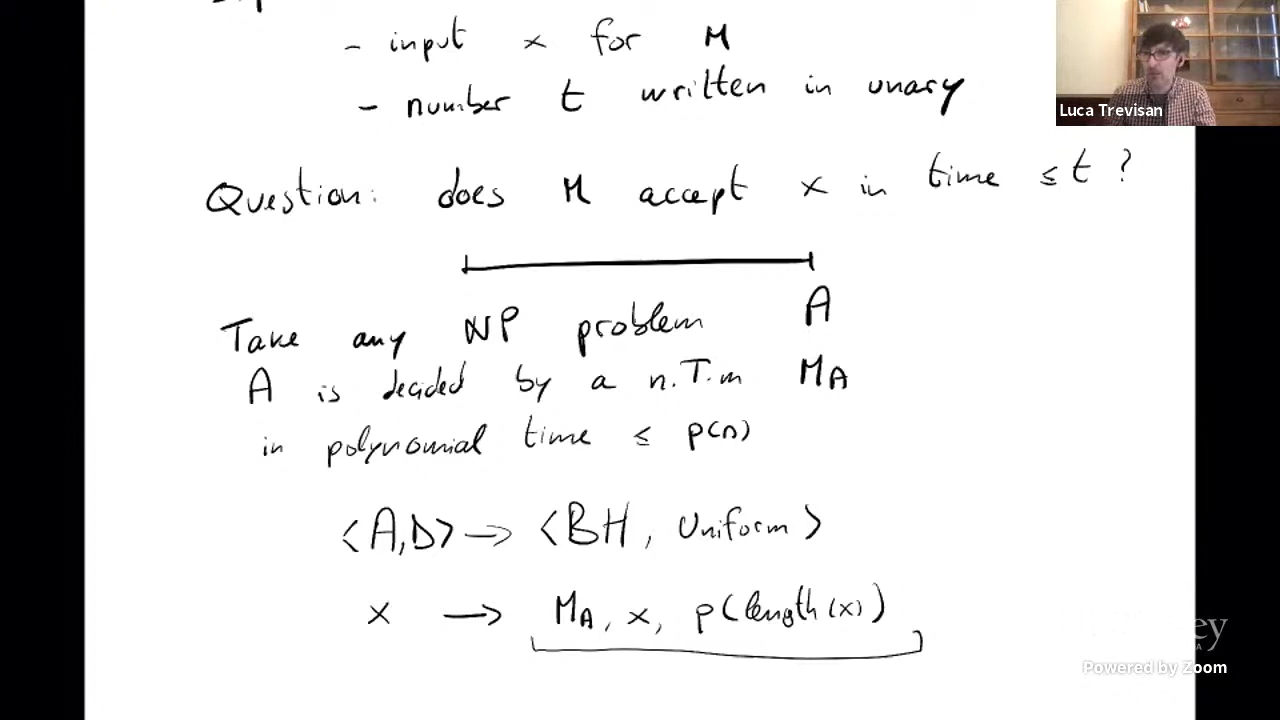 - input x for M
- number t written in unary
Luca Trevisan
Question: does M accept x in time ≤ t ?
Take any NP problem A
A is decided by a n.T.m MA
in polynomial time ≤ p(n)
⟨A,D⟩ → ⟨BH, Uniform⟩
x → MA, x, p(length(x))
Powered by Zoom